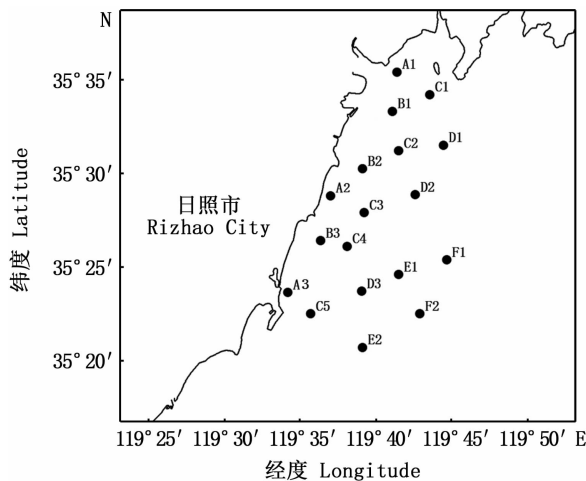 N
A1
35°35′
C1
B1
D1
C2
B2
35°30′
D2
A2
C3
日照市
Rizhao City
B3
C4
F1
35°25′
E1
A3
D3
C5
F2
E2
35°20′
纬度 Latitude
119°25′ 119°30′ 119°35′ 119°40′ 119°45′ 119°50′ E
经度 Longitude